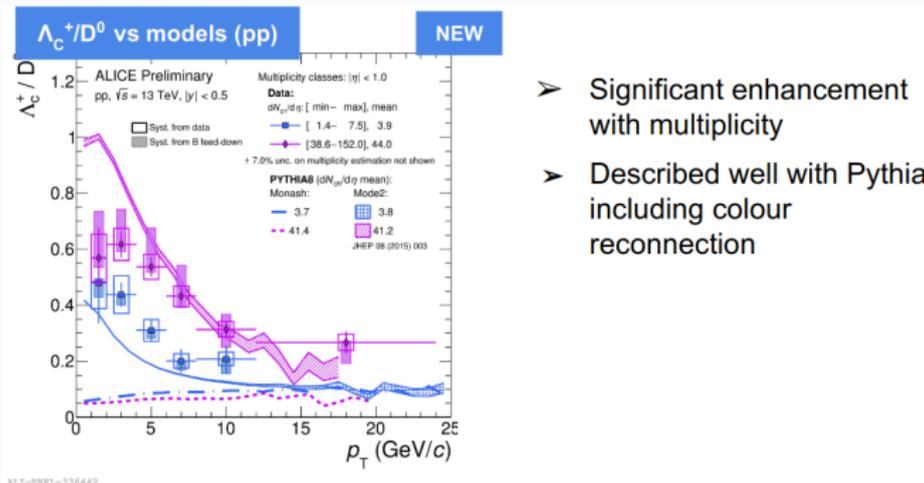 Λc+/D0 vs models (pp)
NEW
Λc+ / D
ALICE Preliminary
pp, √s = 13 TeV, |y| < 0.5
Syst. from data
Syst. from B feed-down
Multiplicity classes: |η| < 1.0
Data:
dNch/dη: [ min− max], mean
[ 1.4− 7.5], 3.9
[38.6−152.0], 44.0
± 7.0% unc. on multiplicity estimation not shown
PYTHIA8 (dNch/dη mean):
Monash: Mode2:
3.7 3.8
41.4 41.2
JHEP 08 (2015) 003
1.2
1
0.8
0.6
0.4
0.2
0
0 5 10 15 20 25
pT (GeV/c)
➢ Significant enhancement
with multiplicity
➢ Described well with Pythia
including colour
reconnection